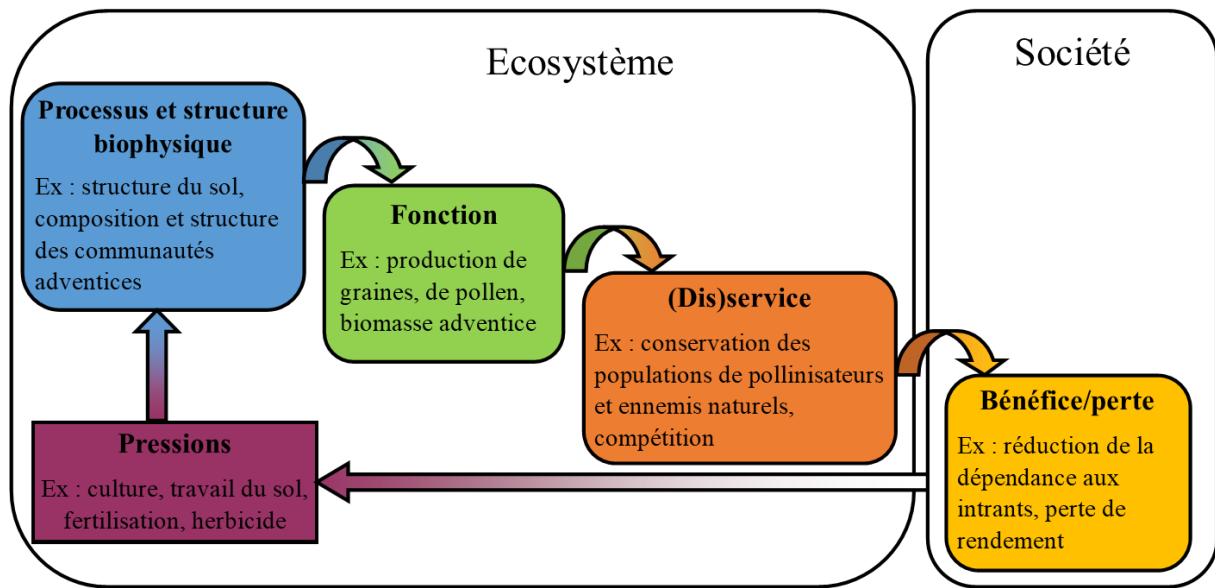 Ecosystème
Société
Processus et structure
biophysique
Ex : structure du sol,
composition et structure
des communautés
adventices
Fonction
Ex : production de
graines, de pollen,
biomasse adventice
(Dis)service
Ex : conservation des
populations de pollinisateurs
et ennemis naturels,
compétition
Bénéfice/perte
Ex : réduction de la
dépendance aux
intrants, perte de
rendement
Pressions
Ex : culture, travail du sol,
fertilisation, herbicide